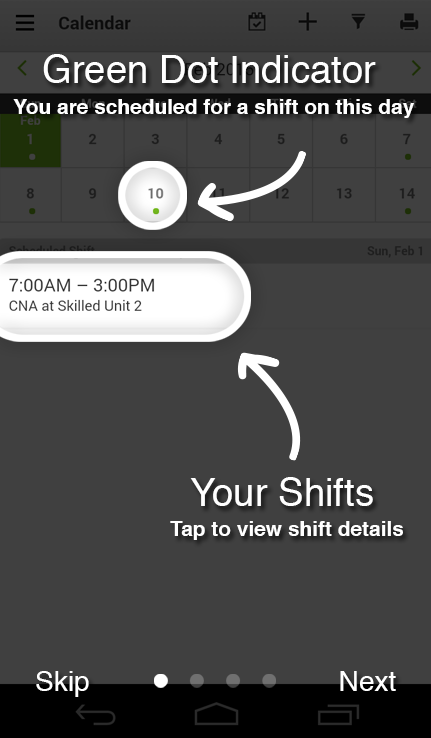 Calendar
Green Dot Indicator
You are scheduled for a shift on this day
Feb
1 2 3 4 5 6 7
8 9 10 11 12 13 14
Scheduled Shift Sun, Feb 1
7:00AM – 3:00PM
CNA at Skilled Unit 2
Your Shifts
Tap to view shift details
Skip Next